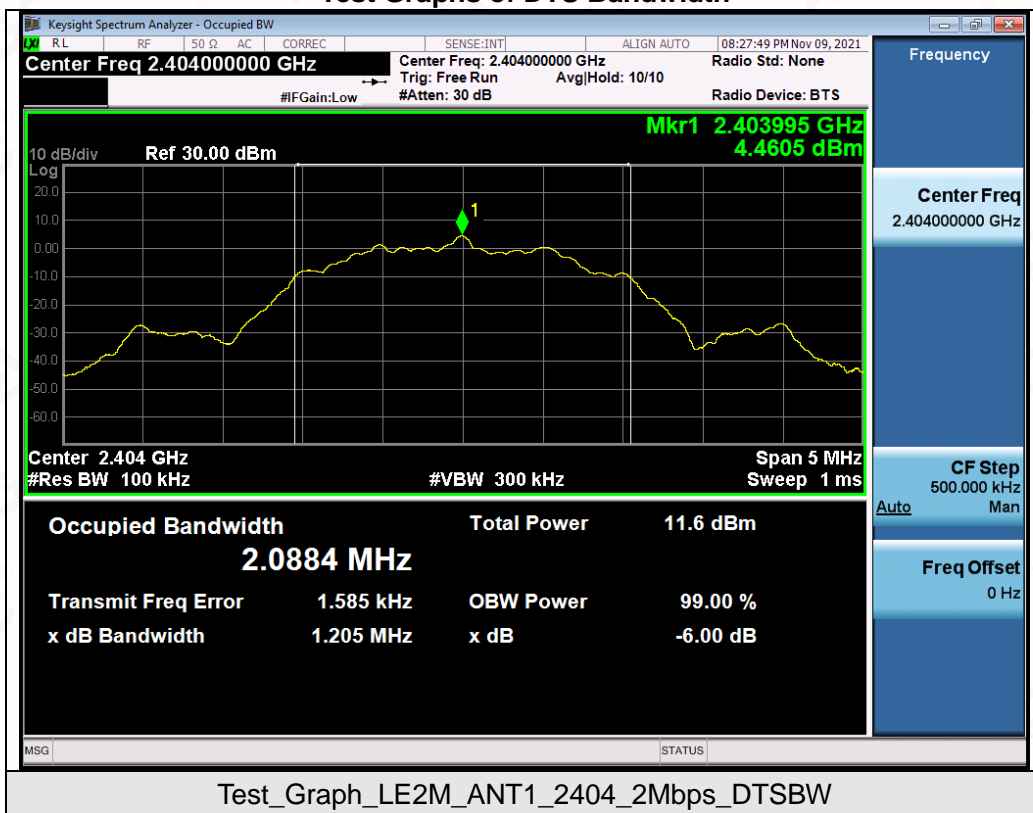 Test Graphs of DTS Bandwidth
Keysight Spectrum Analyzer - Occupied BW
LXI RL RF 50 Ω AC CORREC SENSE:INT ALIGN AUTO 08:27:49 PM Nov 09, 2021
Center Freq 2.404000000 GHz
Center Freq: 2.404000000 GHz
Radio Std: None
Trig: Free Run Avg|Hold: 10/10
#IFGain:Low
#Atten: 30 dB
Radio Device: BTS
Frequency
Mkr1 2.403995 GHz
4.4605 dBm
10 dB/div Ref 30.00 dBm
Log
20.0
10.0
0.00
-10.0
-20.0
-30.0
-40.0
-50.0
-60.0
1
Center 2.404 GHz Span 5 MHz
#Res BW 100 kHz #VBW 300 kHz Sweep 1 ms
Center Freq
2.404000000 GHz
CF Step
500.000 kHz
Auto Man
Freq Offset
0 Hz
Occupied Bandwidth Total Power 11.6 dBm
2.0884 MHz
Transmit Freq Error 1.585 kHz OBW Power 99.00 %
x dB Bandwidth 1.205 MHz x dB -6.00 dB
MSG STATUS
Test_Graph_LE2M_ANT1_2404_2Mbps_DTSBW